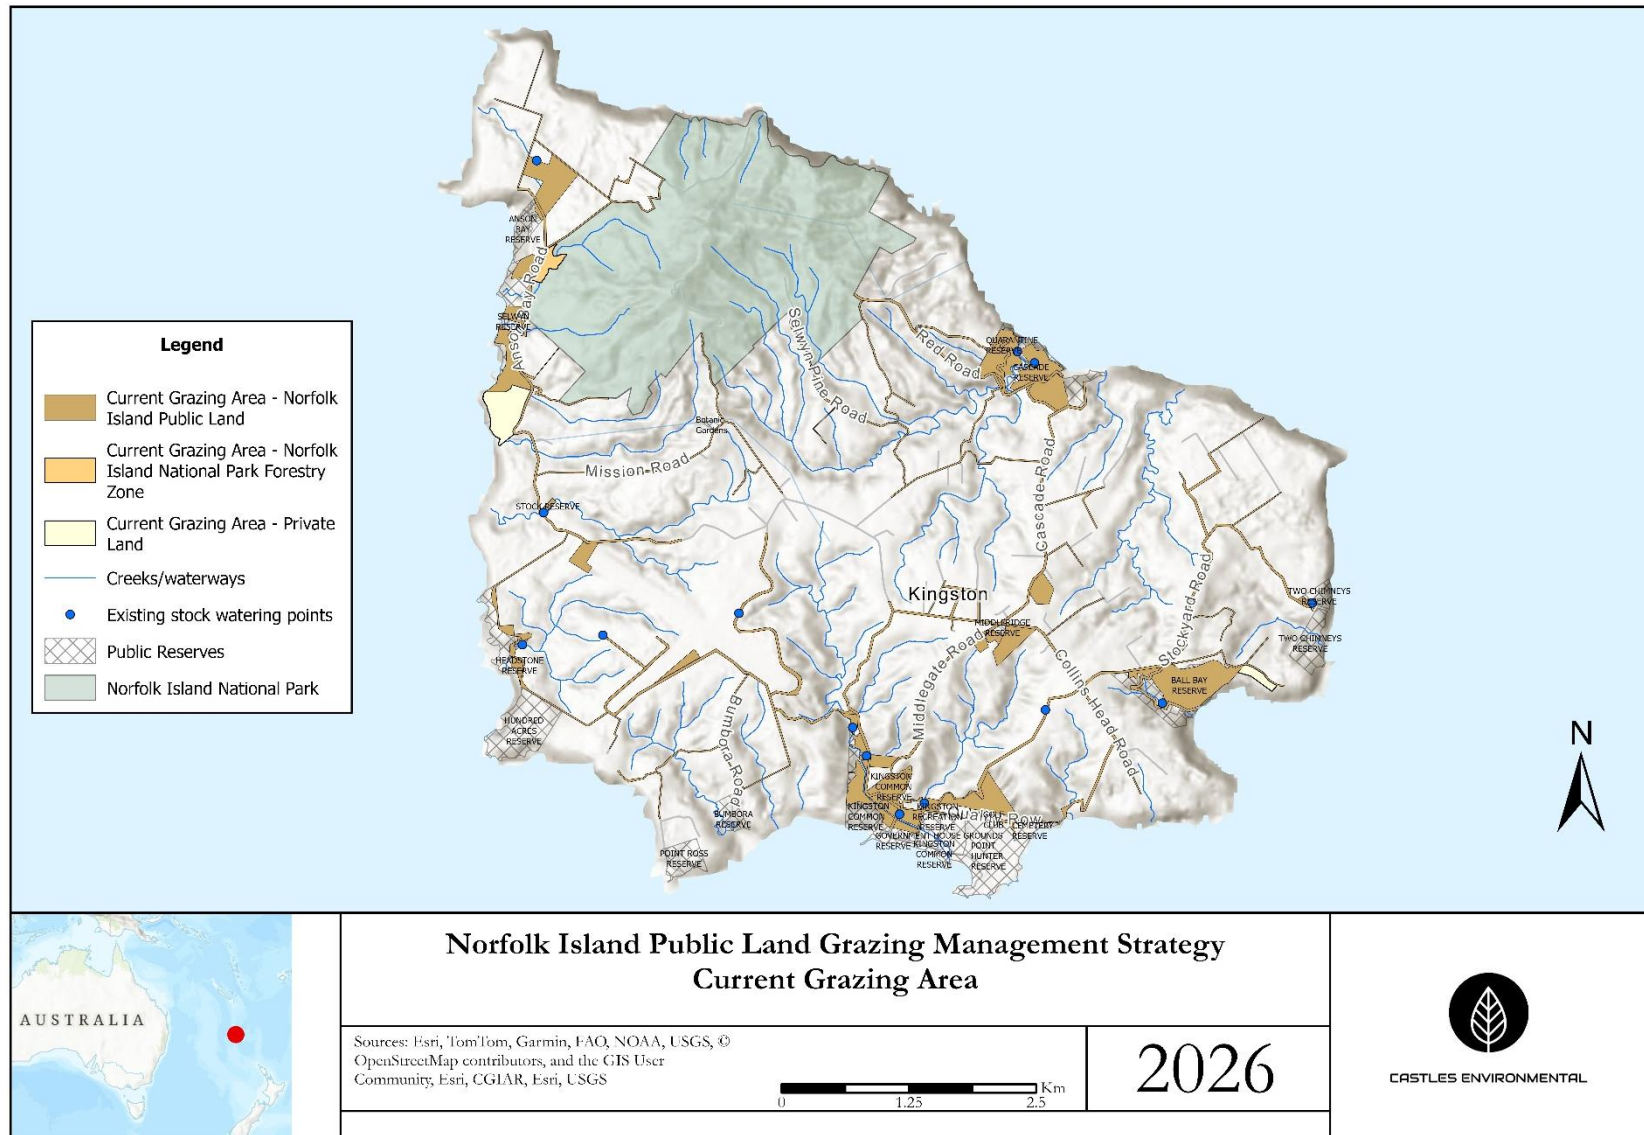 ANSON
BAY
RESERVE
Anson Bay Road
SELWYN
RESERVE
Selwyn Pine Road
Red Road
QUARANTINE
RESERVE
CASCADE
RESERVE
Botanic
Gardens
Mission Road
STOCK RESERVE
Cascade Road
Kingston
Stockyard Road
TWO CHIMNEYS
RESERVE
TWO CHIMNEYS
RESERVE
MIDDLERIDGE
RESERVE
Middlegate Road
Collins Head Road
BALL BAY
RESERVE
HEADSTONE
RESERVE
HUNDRED
ACRES
RESERVE
Bumbora Road
BUMBORA
RESERVE
POINT ROSS
RESERVE
KINGSTON
COMMON
RESERVE
KINGSTON
COMMON
RESERVE
KINGSTON
RECREATION
RESERVE
Quality Row
GOLF
CLUB
CEMETERY
RESERVE
GOVERNMENT HOUSE GROUNDS
RESERVE
KINGSTON
COMMON
RESERVE
POINT
HUNTER
RESERVE
Legend
Current Grazing Area - Norfolk
Island Public Land
Current Grazing Area - Norfolk
Island National Park Forestry
Zone
Current Grazing Area - Private
Land
Creeks/waterways
Existing stock watering points
Public Reserves
Norfolk Island National Park
N
AUSTRALIA
Norfolk Island Public Land Grazing Management Strategy
Current Grazing Area
Sources: Esri, TomTom, Garmin, FAO, NOAA, USGS, ©
OpenStreetMap contributors, and the GIS User
Community, Esri, CGIAR, Esri, USGS
Km
0 1.25 2.5
2026
CASTLES ENVIRONMENTAL